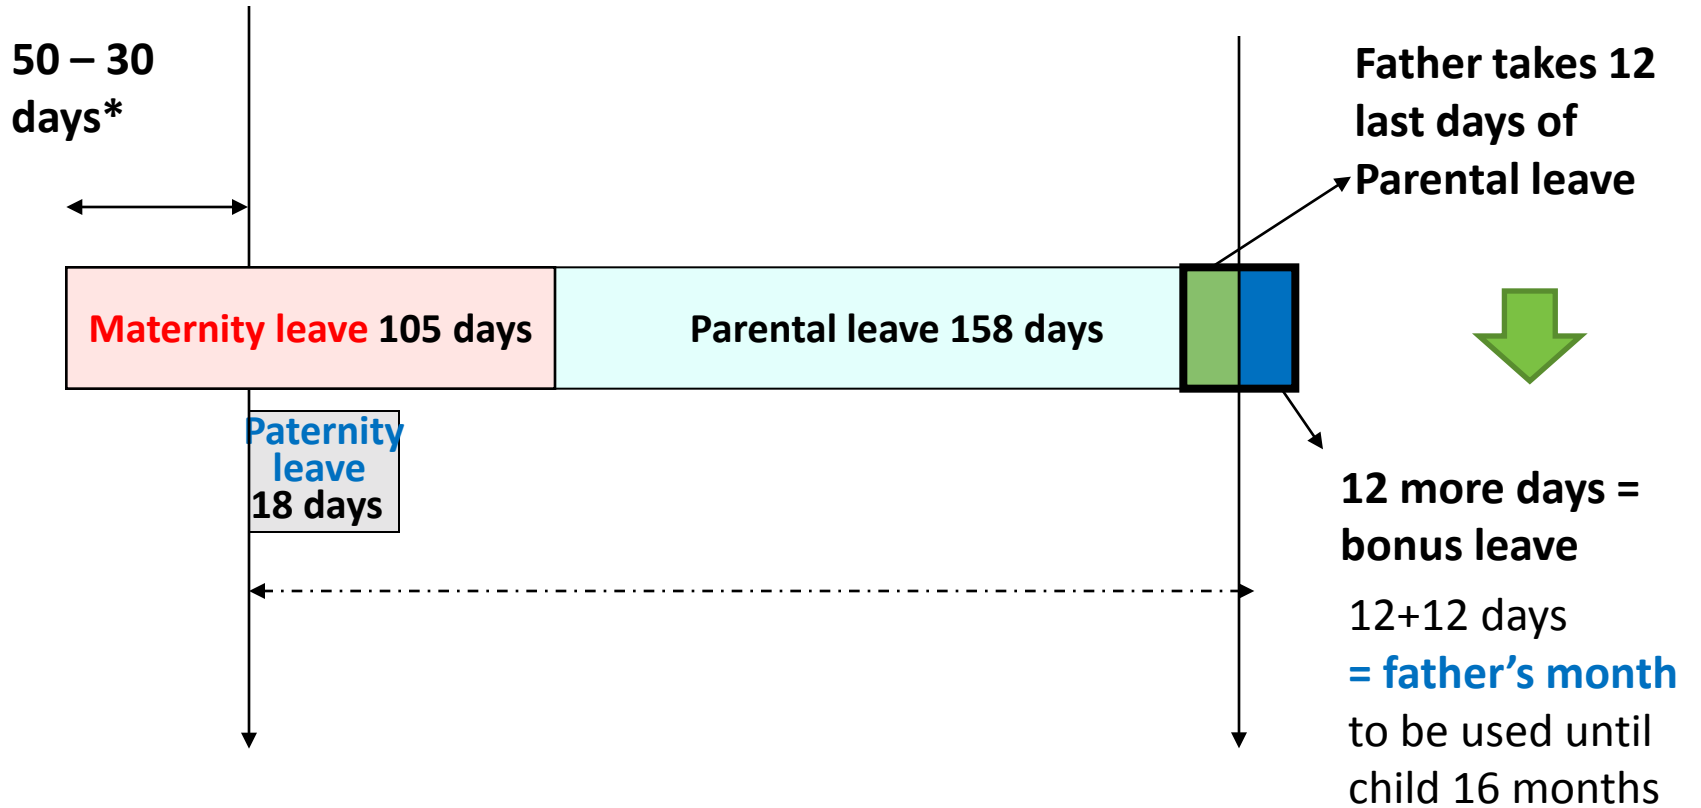 50 – 30
days*
Father takes 12
last days of
Parental leave
Maternity leave 105 days
Parental leave 158 days
Paternity
leave
18 days
12 more days =
bonus leave
12+12 days
= father’s month
to be used until
child 16 months